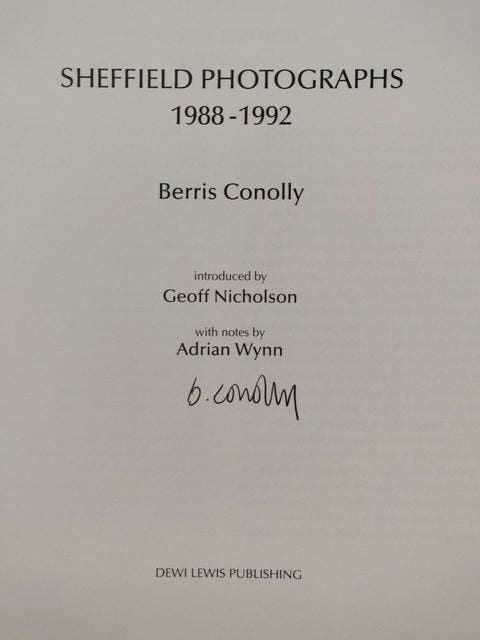 SHEFFIELD PHOTOGRAPHS
1988-1992
Berris Conolly
introduced by
Geoff Nicholson
with notes by
Adrian Wynn
b. conolly
DEWI LEWIS PUBLISHING